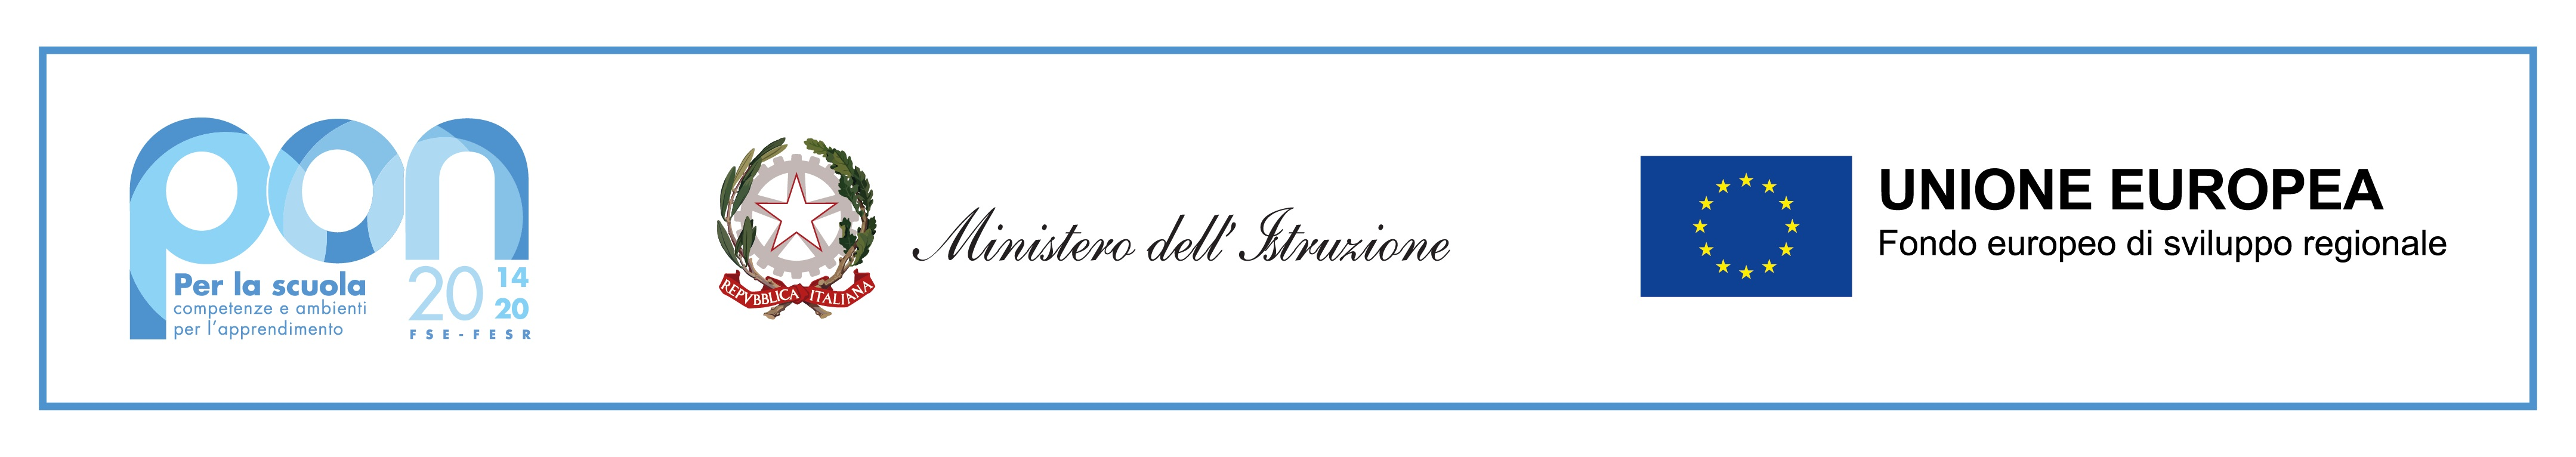 pon
Per la scuola
competenze e ambienti
per l'apprendimento
20 14
20
FSE-FESR
REPVBBLICA ITALIANA
Ministero dell'Istruzione
UNIONE EUROPEA
Fondo europeo di sviluppo regionale